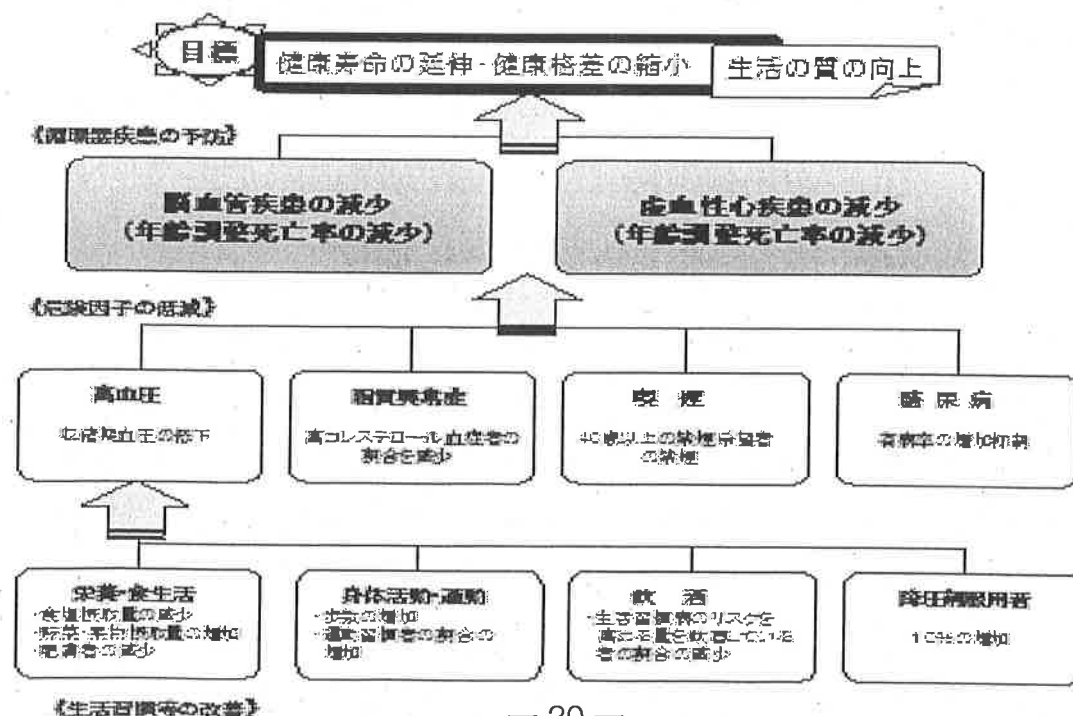 目標
健康寿命の延伸・健康格差の縮小
生活の質の向上
《循環器疾患の予防》
脳血管疾患の減少
(年齢調整死亡率の減少)
虚血性心疾患の減少
(年齢調整死亡率の減少)
《危険因子の低減》
高血圧
収縮期血圧の低下
脂質異常症
高コレステロール血症者の
割合を減少
喫煙
40歳以上の禁煙希望者
の禁煙
糖尿病
有病率の増加抑制
栄養・食生活
・食塩摂取量の減少
・野菜・果物摂取量の増加
・肥満者の減少
身体活動・運動
・歩数の増加
・運動習慣者の割合の
増加
飲酒
・生活習慣病のリスクを
高める量を飲酒している
者の割合の減少
降圧剤服用者
10%の増加
《生活習慣等の改善》
— 20 —